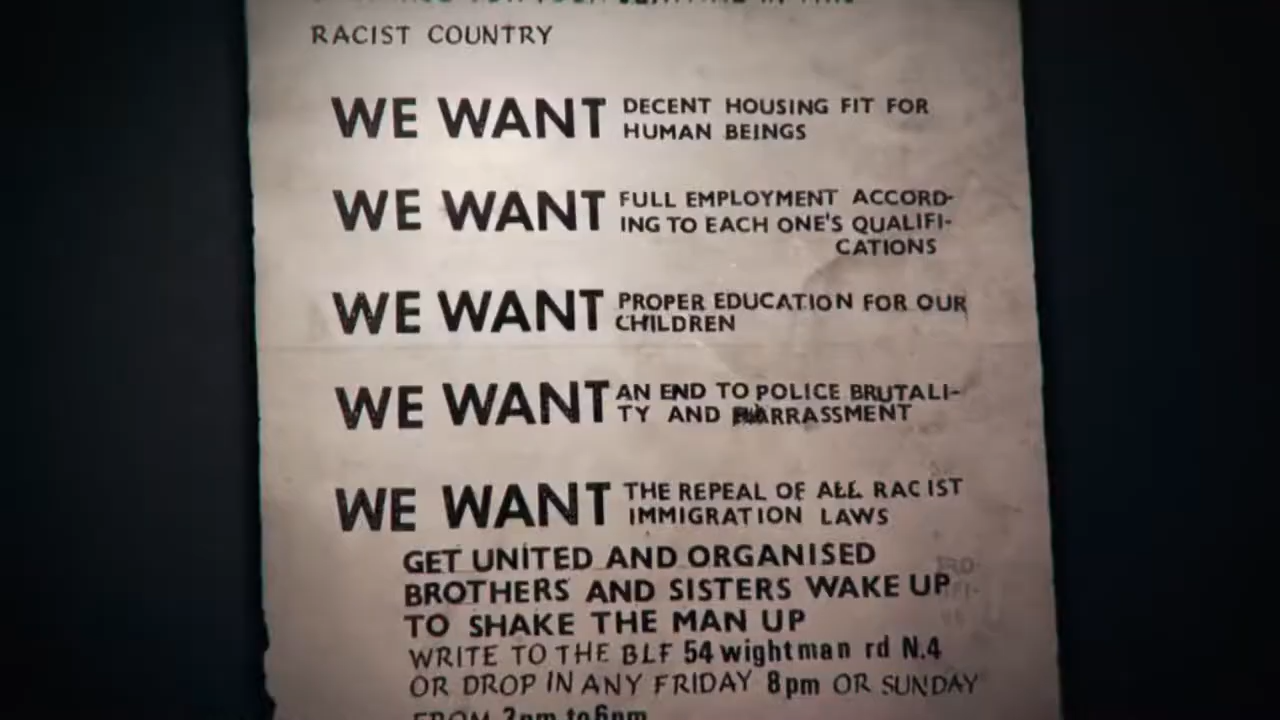 RACIST COUNTRY
WE WANT DECENT HOUSING FIT FOR
HUMAN BEINGS
WE WANT FULL EMPLOYMENT ACCORD-
ING TO EACH ONE'S QUALIFI-
CATIONS
WE WANT PROPER EDUCATION FOR OUR
CHILDREN
WE WANT AN END TO POLICE BRUTALI-
TY AND HARRASSMENT
WE WANT THE REPEAL OF ALL RACIST
IMMIGRATION LAWS
GET UNITED AND ORGANISED
BROTHERS AND SISTERS WAKE UP
TO SHAKE THE MAN UP
WRITE TO THE BLF 54 wightman rd N.4
OR DROP IN ANY FRIDAY 8pm OR SUNDAY
FROM 2pm to 6pm